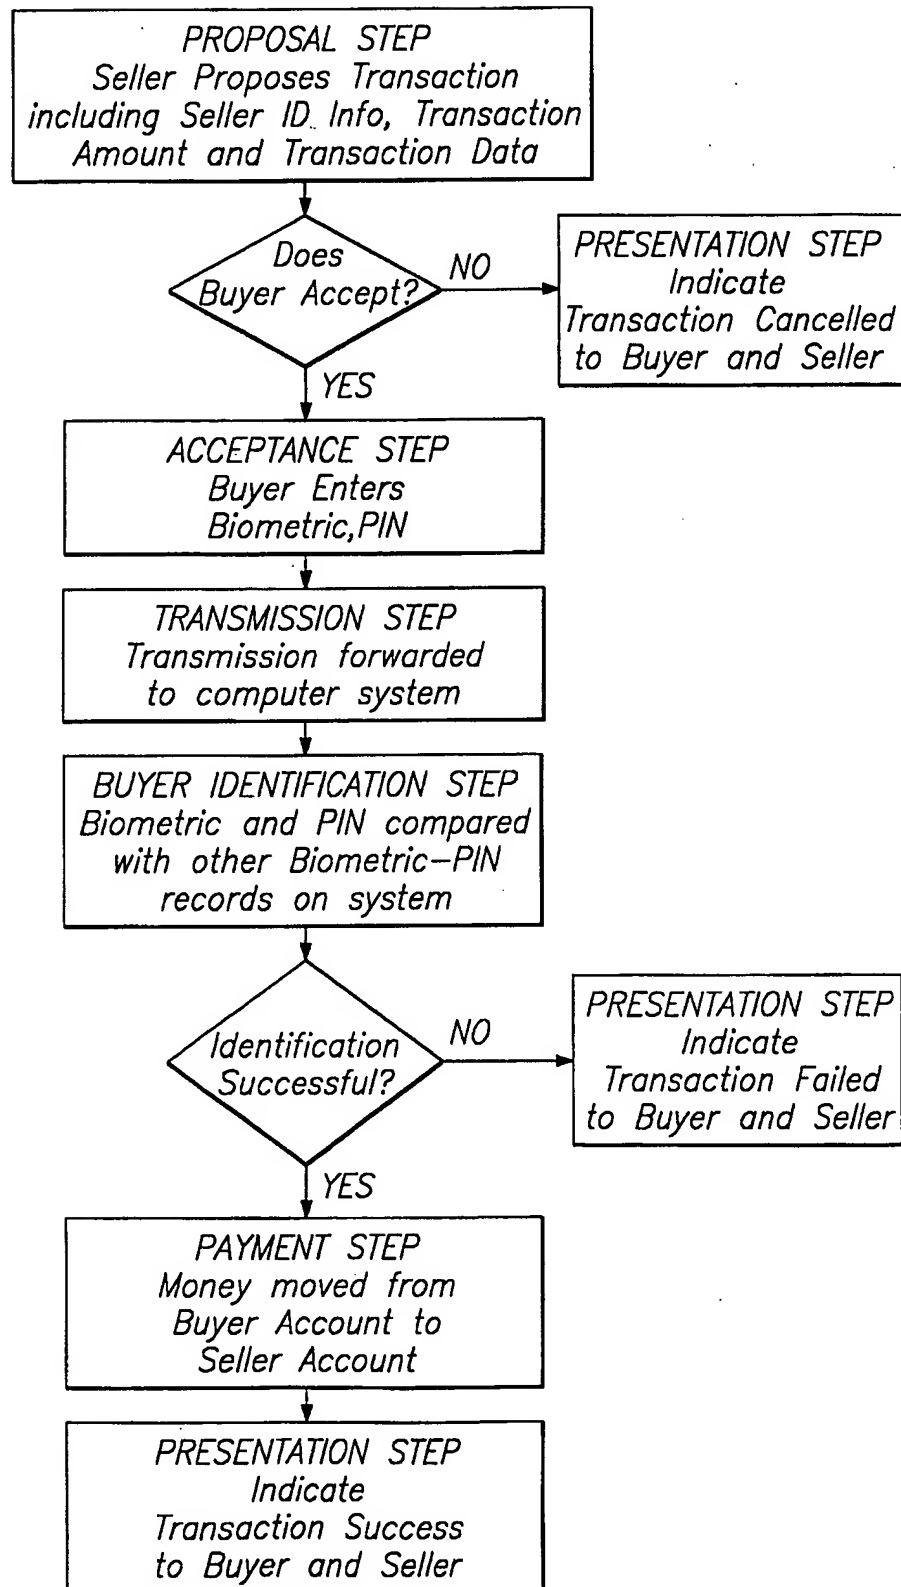 PROPOSAL STEP
Seller Proposes Transaction
including Seller ID Info, Transaction
Amount and Transaction Data
Does
Buyer Accept?
NO
PRESENTATION STEP
Indicate
Transaction Cancelled
to Buyer and Seller
YES
ACCEPTANCE STEP
Buyer Enters
Biometric,PIN
TRANSMISSION STEP
Transmission forwarded
to computer system
BUYER IDENTIFICATION STEP
Biometric and PIN compared
with other Biometric-PIN
records on system
Identification
Successful?
NO
PRESENTATION STEP
Indicate
Transaction Failed
to Buyer and Seller
YES
PAYMENT STEP
Money moved from
Buyer Account to
Seller Account
PRESENTATION STEP
Indicate
Transaction Success
to Buyer and Seller